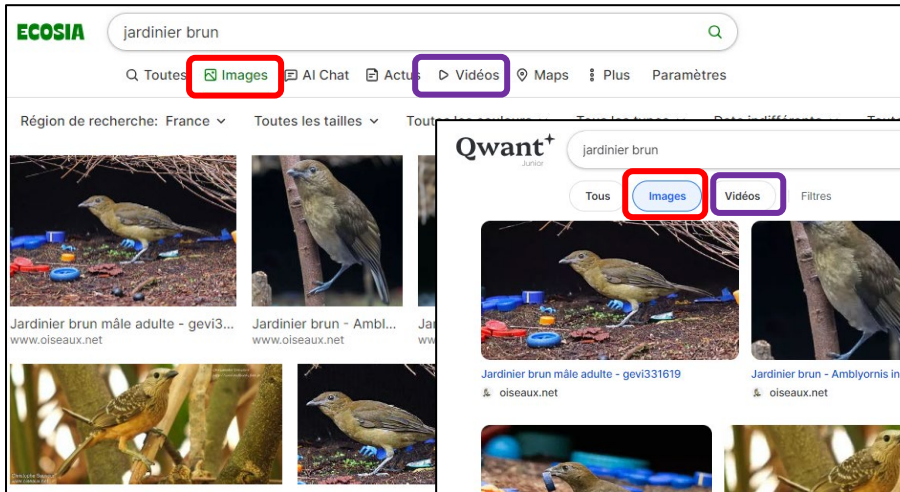 ECOSIA
jardinier brun
Toutes Images AI Chat Actus Vidéos Maps Plus Paramètres
Région de recherche: France Toutes les tailles
Jardinier brun mâle adulte - gevi3...
www.oiseaux.net
Jardinier brun - Ambl...
www.oiseaux.net
Qwant
Junior
jardinier brun
Tous Images Vidéos Filtres
Jardinier brun mâle adulte - gevi331619
oiseaux.net
Jardinier brun - Amblyornis in
oiseaux.net